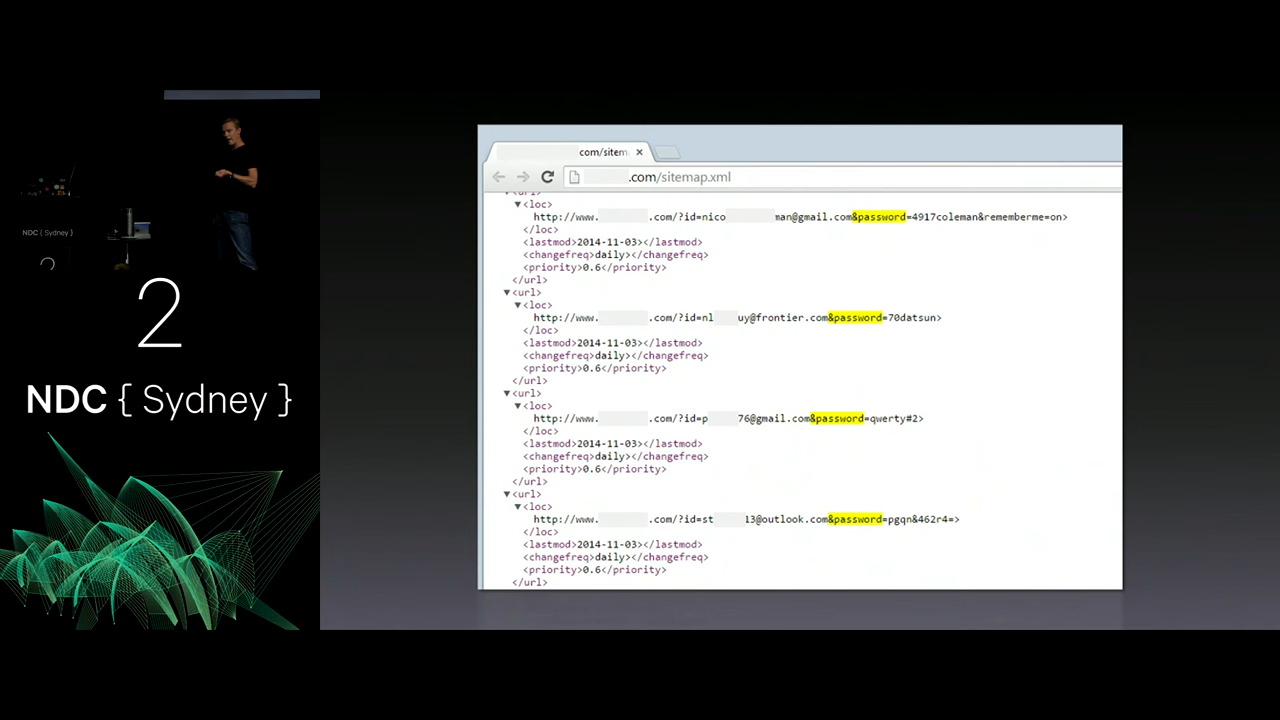 NDC { Sydney }
2
NDC { Sydney }
com/sitem
.com/sitemap.xml
url>
<loc>
http://www. .com/?id=nico man@gmail.com&password=4917coleman&rememberme=on>
</loc>
<lastmod>2014-11-03></lastmod>
<changefreq>daily></changefreq>
<priority>0.6</priority>
</url>
<url>
<loc>
http://www. .com/?id=nl uy@frontier.com&password=70datsun>
</loc>
<lastmod>2014-11-03></lastmod>
<changefreq>daily></changefreq>
<priority>0.6</priority>
</url>
<url>
<loc>
http://www. .com/?id=p 76@gmail.com&password=qwerty#2>
</loc>
<lastmod>2014-11-03></lastmod>
<changefreq>daily></changefreq>
<priority>0.6</priority>
</url>
<url>
<loc>
http://www. .com/?id=st 13@outlook.com&password=pgqn&462r4=>
</loc>
<lastmod>2014-11-03></lastmod>
<changefreq>daily></changefreq>
<priority>0.6</priority>
</url>